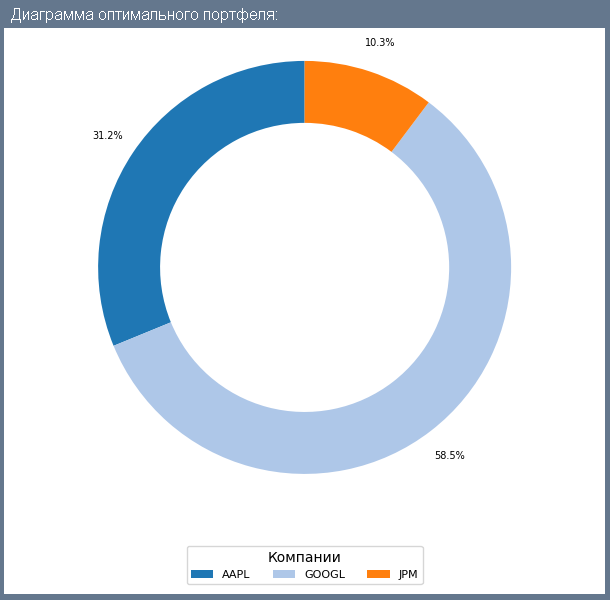 Диаграмма оптимального портфеля:
10.3%
31.2%
58.5%
Компании
AAPL GOOGL JPM